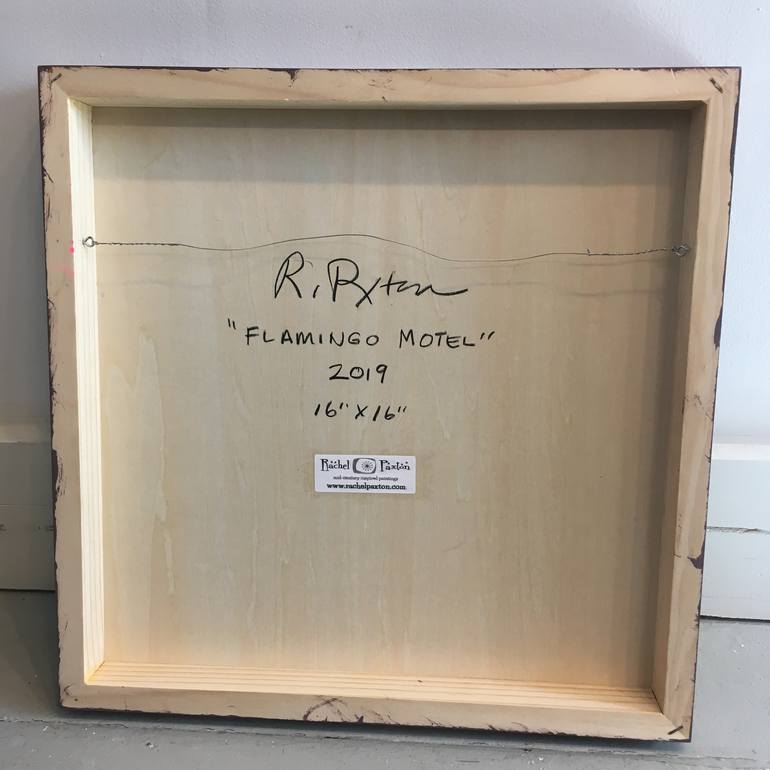 R. Paxton
"FLAMINGO MOTEL"
2019
16" x 16"
Rachel Paxton
mid-century inspired paintings
www.rachelpaxton.com